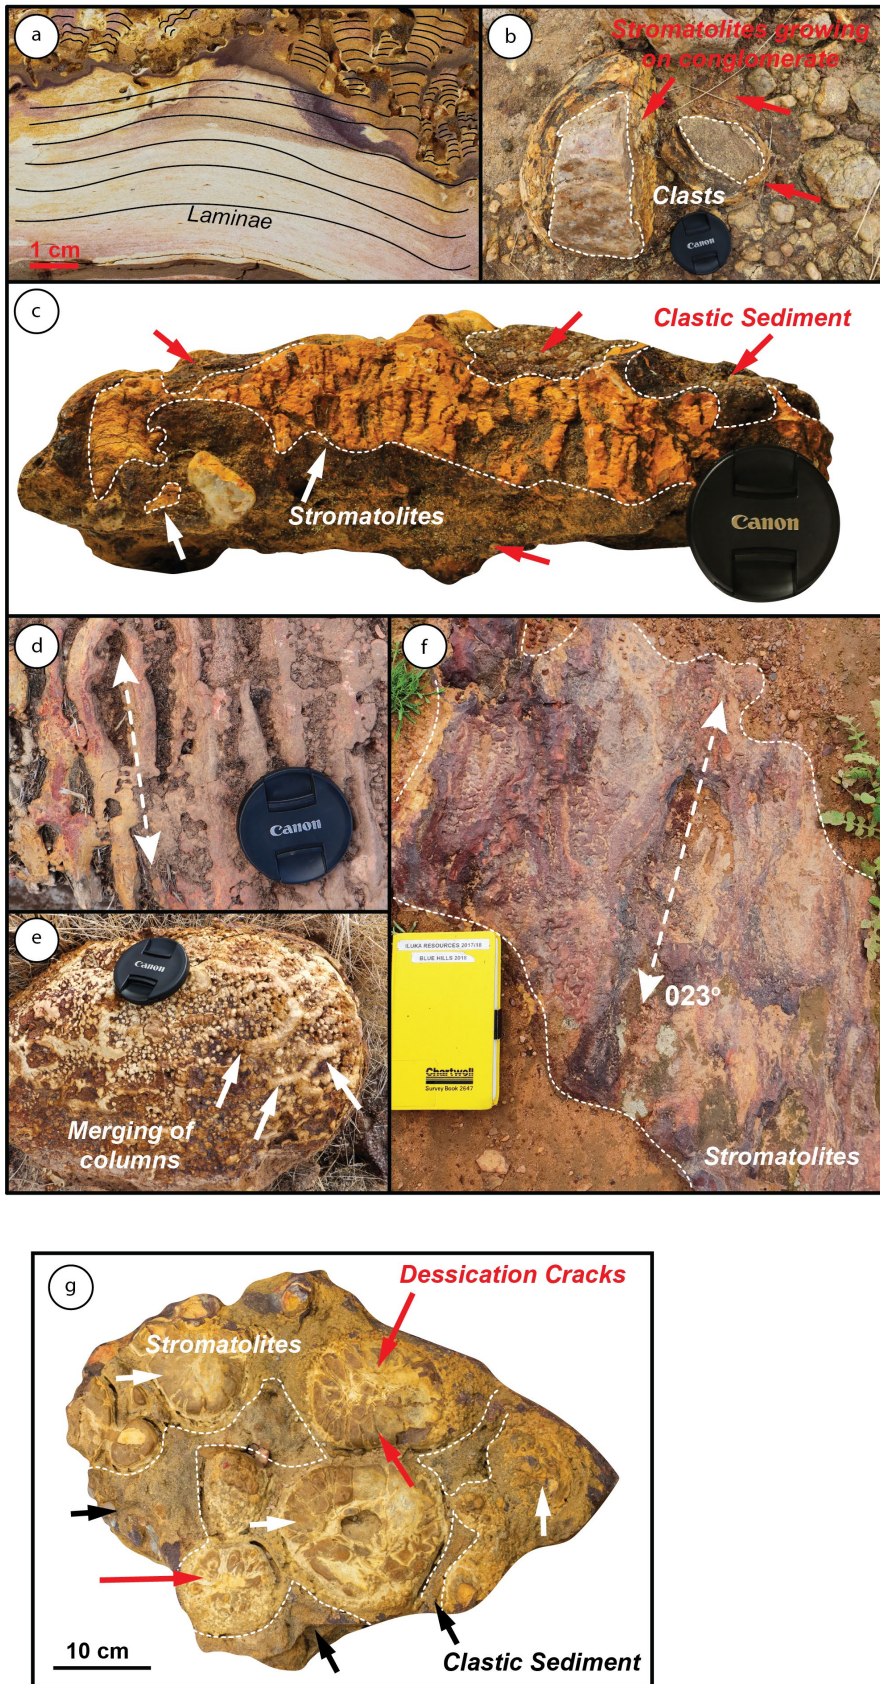 a
Laminae
1 cm
b
Stromatolites growing
on conglomerate
Clasts
Canon
c
Clastic Sediment
Stromatolites
Canon
d
Canon
e
Canon
Merging of
columns
f
023°
ILUKA RESOURCES 2017/18
BLUE HILLS 2018
Chartwell
Survey Book 2647
Stromatolites
g
Dessication Cracks
Stromatolites
10 cm
Clastic Sediment